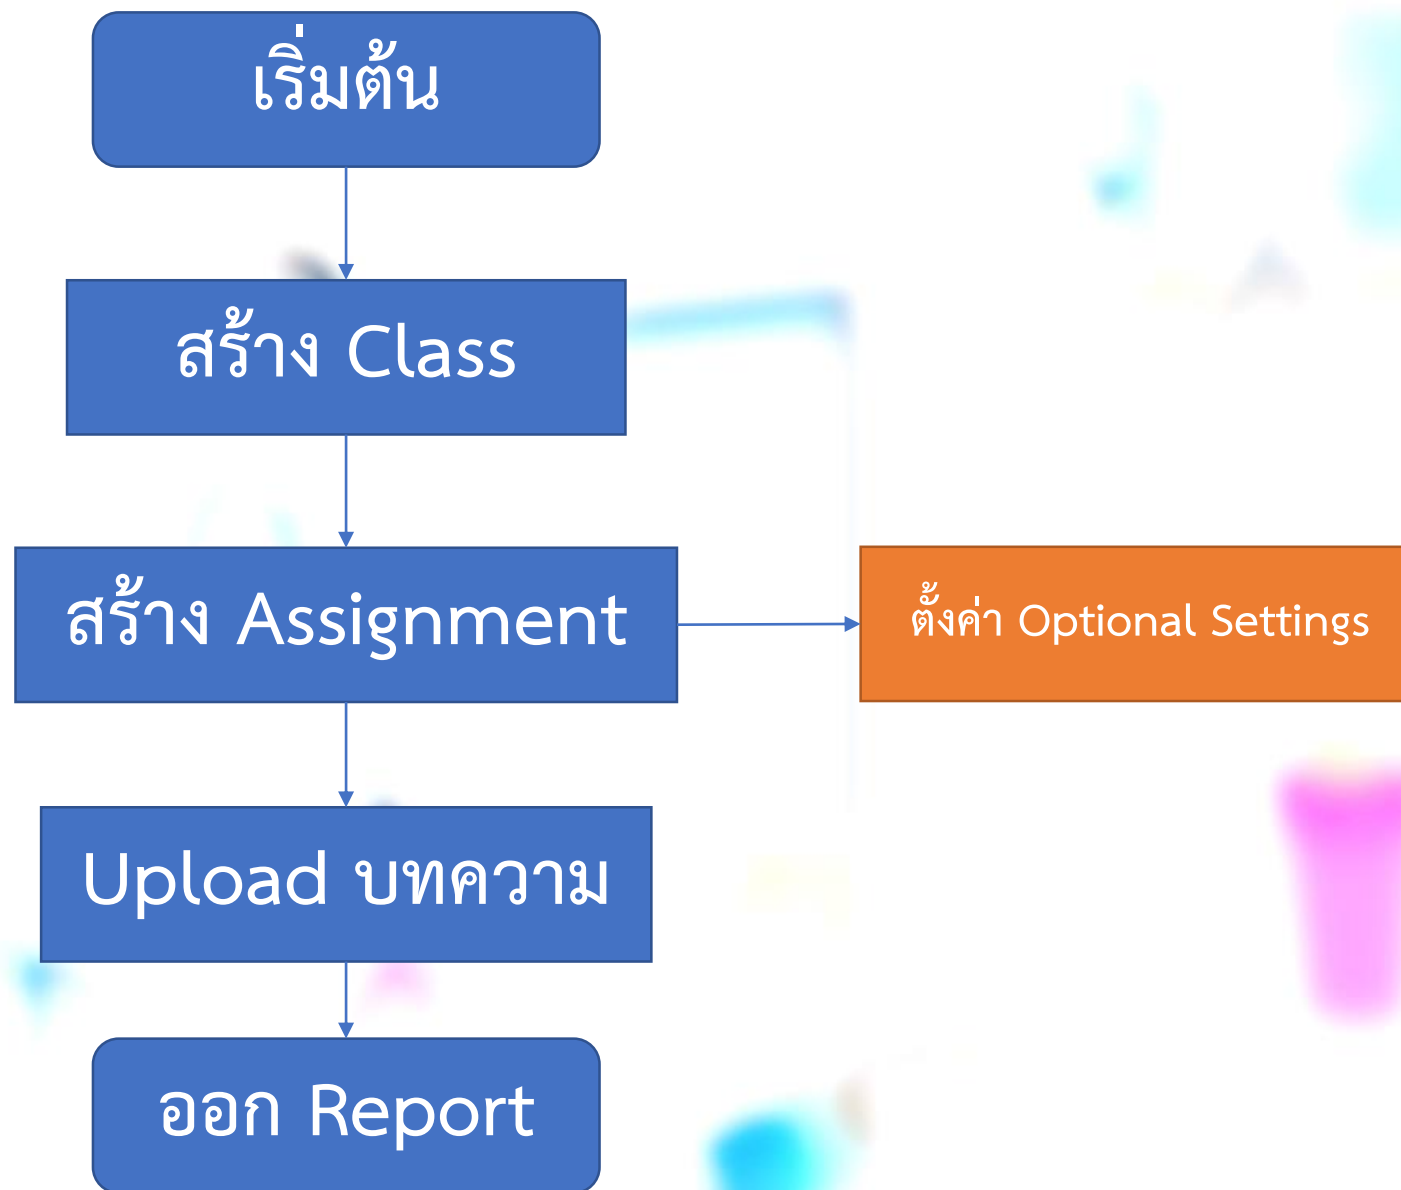 เริ่มต้น
สร้าง Class
สร้าง Assignment
ตั้งค่า Optional Settings
Upload บทความ
ออก Report